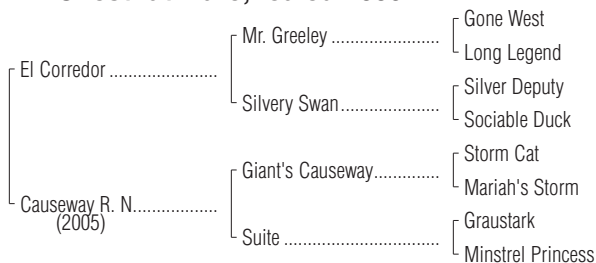 Gone West
Mr. Greeley ......................
Long Legend
El Corredor ......................
Silver Deputy
Silvery Swan....................
Sociable Duck
Storm Cat
Giant's Causeway.............
Mariah's Storm
Causeway R. N.................
(2005)
Graustark
Suite ...............................
Minstrel Princess